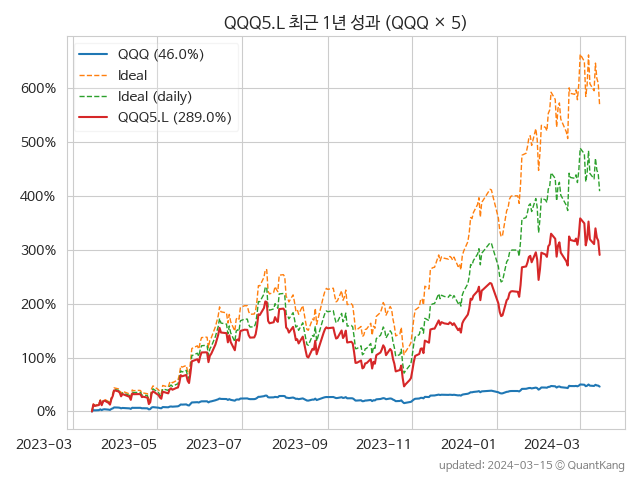 QQQ5.L 최근 1년 성과 (QQQ × 5)
QQQ (46.0%)
Ideal
Ideal (daily)
QQQ5.L (289.0%)
600%
500%
400%
300%
200%
100%
0%
2023-03 2023-05 2023-07 2023-09 2023-11 2024-01 2024-03
updated: 2024-03-15 © QuantKang